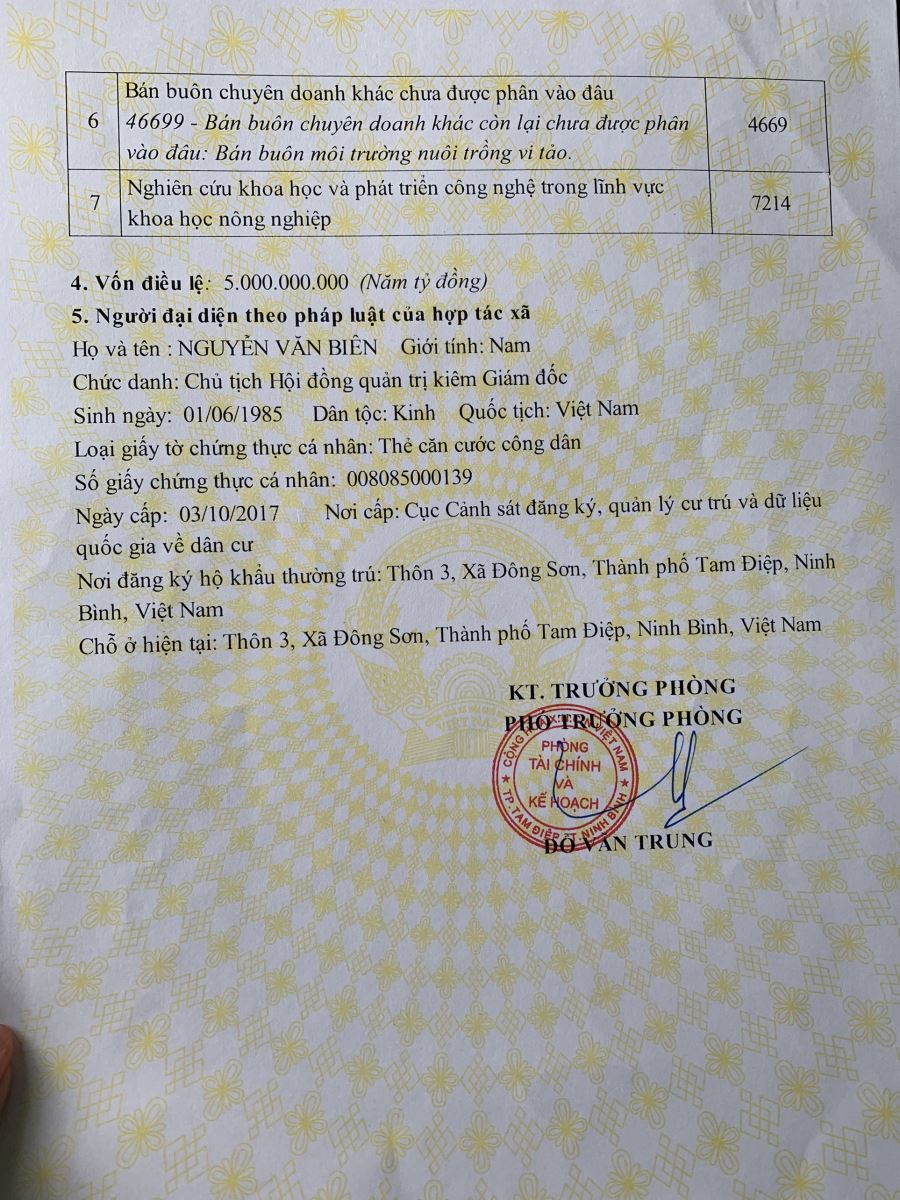 6
Bán buôn chuyên doanh khác chưa được phân vào đâu
46699 - Bán buôn chuyên doanh khác còn lại chưa được phân
vào đâu: Bán buôn môi trường nuôi trồng vi tảo.
4669
7
Nghiên cứu khoa học và phát triển công nghệ trong lĩnh vực
khoa học nông nghiệp
7214
4. Vốn điều lệ: 5.000.000.000 (Năm tỷ đồng)
5. Người đại diện theo pháp luật của hợp tác xã
Họ và tên : NGUYỄN VĂN BIÊN Giới tính: Nam
Chức danh: Chủ tịch Hội đồng quản trị kiêm Giám đốc
Sinh ngày: 01/06/1985 Dân tộc: Kinh Quốc tịch: Việt Nam
Loại giấy tờ chứng thực cá nhân: Thẻ căn cước công dân
Số giấy chứng thực cá nhân: 008085000139
Ngày cấp: 03/10/2017 Nơi cấp: Cục Cảnh sát đăng ký, quản lý cư trú và dữ liệu
quốc gia về dân cư
Nơi đăng ký hộ khẩu thường trú: Thôn 3, Xã Đông Sơn, Thành phố Tam Điệp, Ninh
Bình, Việt Nam
Chỗ ở hiện tại: Thôn 3, Xã Đông Sơn, Thành phố Tam Điệp, Ninh Bình, Việt Nam
KT. TRƯỞNG PHÒNG
PHÓ TRƯỞNG PHÒNG
PHÒNG
TÀI CHÍNH
VÀ
KẾ HOẠCH
TP.TAM ĐIỆP T.NINH BÌNH
ĐỖ VĂN TRUNG